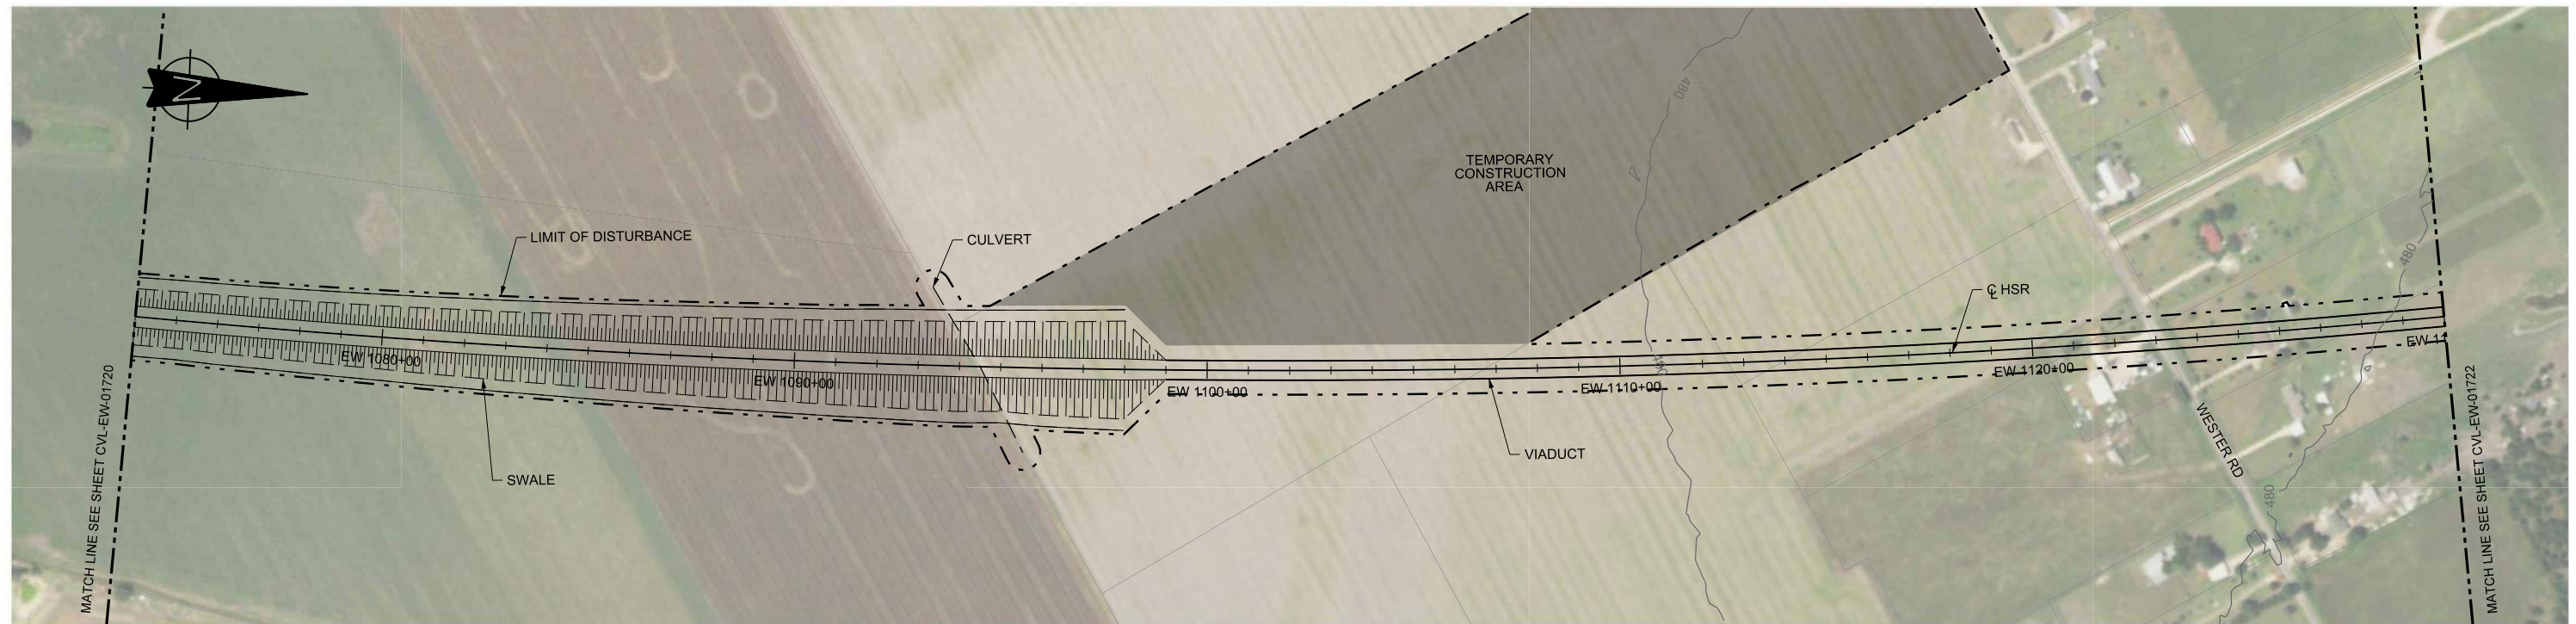 N
TEMPORARY
CONSTRUCTION
AREA
480
LIMIT OF DISTURBANCE
CULVERT
480
℄ HSR
EW 1080+00
EW 1090+00
EW 1100+00
EW 1110+00
EW 1120+00
EW 11
VIADUCT
SWALE
WESTER RD
480
MATCH LINE SEE SHEET CVL-EW-01720
MATCH LINE SEE SHEET CVL-EW-01722